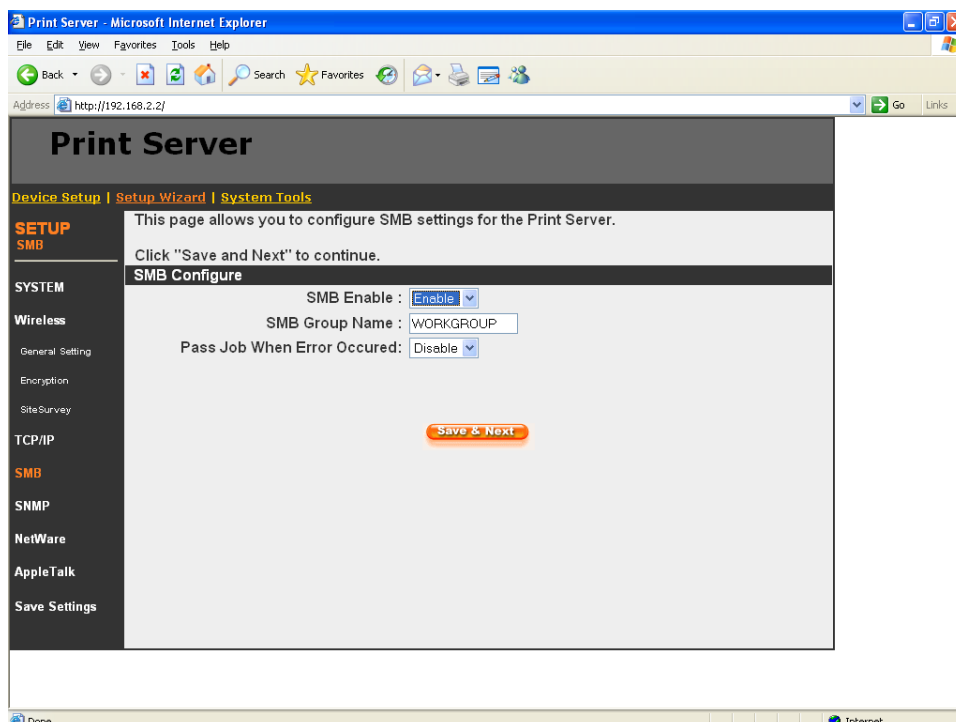 Print Server - Microsoft Internet Explorer
File Edit View Favorites Tools Help
Back Search Favorites
Address http://192.168.2.2/ Go Links
Print Server
Device Setup | Setup Wizard | System Tools
SETUP
SMB
SYSTEM
Wireless
General Setting
Encryption
SiteSurvey
TCP/IP
SMB
SNMP
NetWare
AppleTalk
Save Settings
This page allows you to configure SMB settings for the Print Server.
Click "Save and Next" to continue.
SMB Configure
SMB Enable : Enable
SMB Group Name : WORKGROUP
Pass Job When Error Occured: Disable
Save & Next
Done Internet